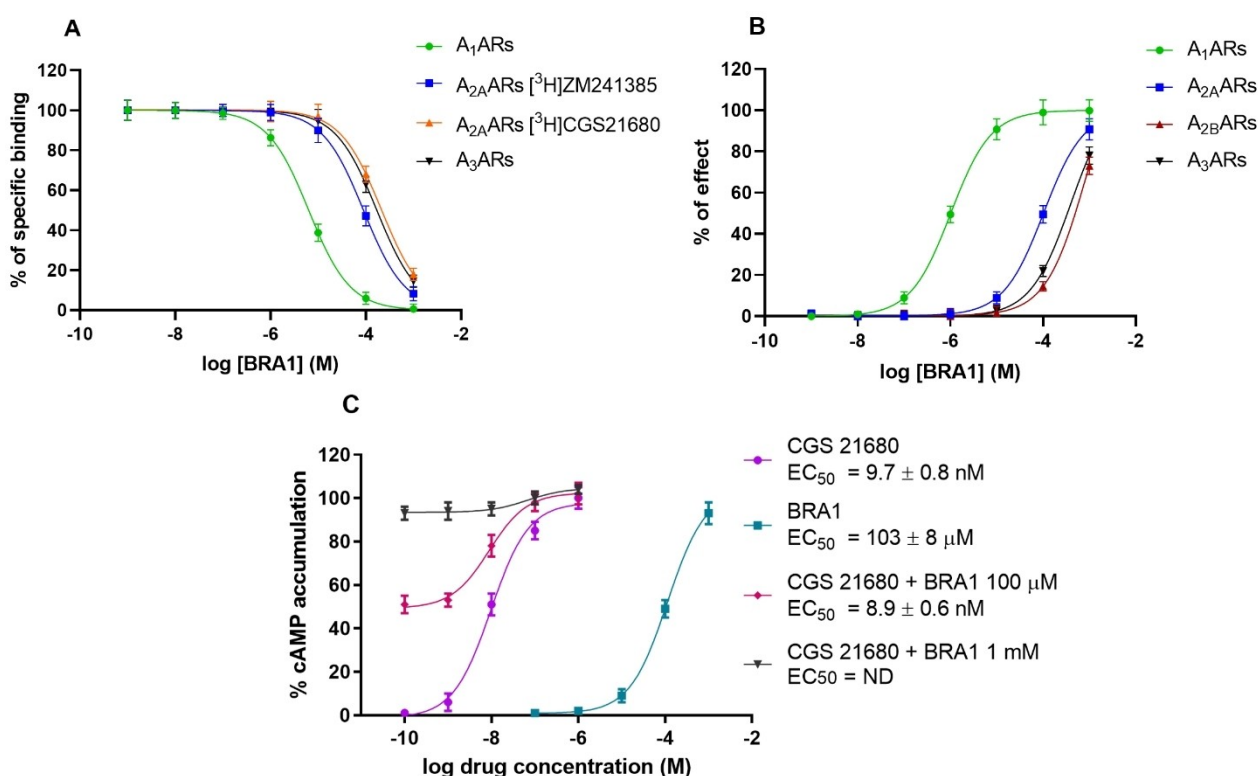 A
A₁ARs
A₂ₐARs [³H]ZM241385
A₂ₐARs [³H]CGS21680
A₃ARs
% of specific binding
120
100
80
60
40
20
0
-10
-8
-6
-4
-2
log [BRA1] (M)
B
A₁ARs
A₂ₐARs
A₂BARs
A₃ARs
% of effect
120
100
80
60
40
20
0
-10
-8
-6
-4
-2
log [BRA1] (M)
C
% cAMP accumulation
120
100
80
60
40
20
0
-10
-8
-6
-4
-2
log drug concentration (M)
CGS 21680
EC₅₀ = 9.7 ± 0.8 nM
BRA1
EC₅₀ = 103 ± 8 μM
CGS 21680 + BRA1 100 μM
EC₅₀ = 8.9 ± 0.6 nM
CGS 21680 + BRA1 1 mM
EC₅₀ = ND